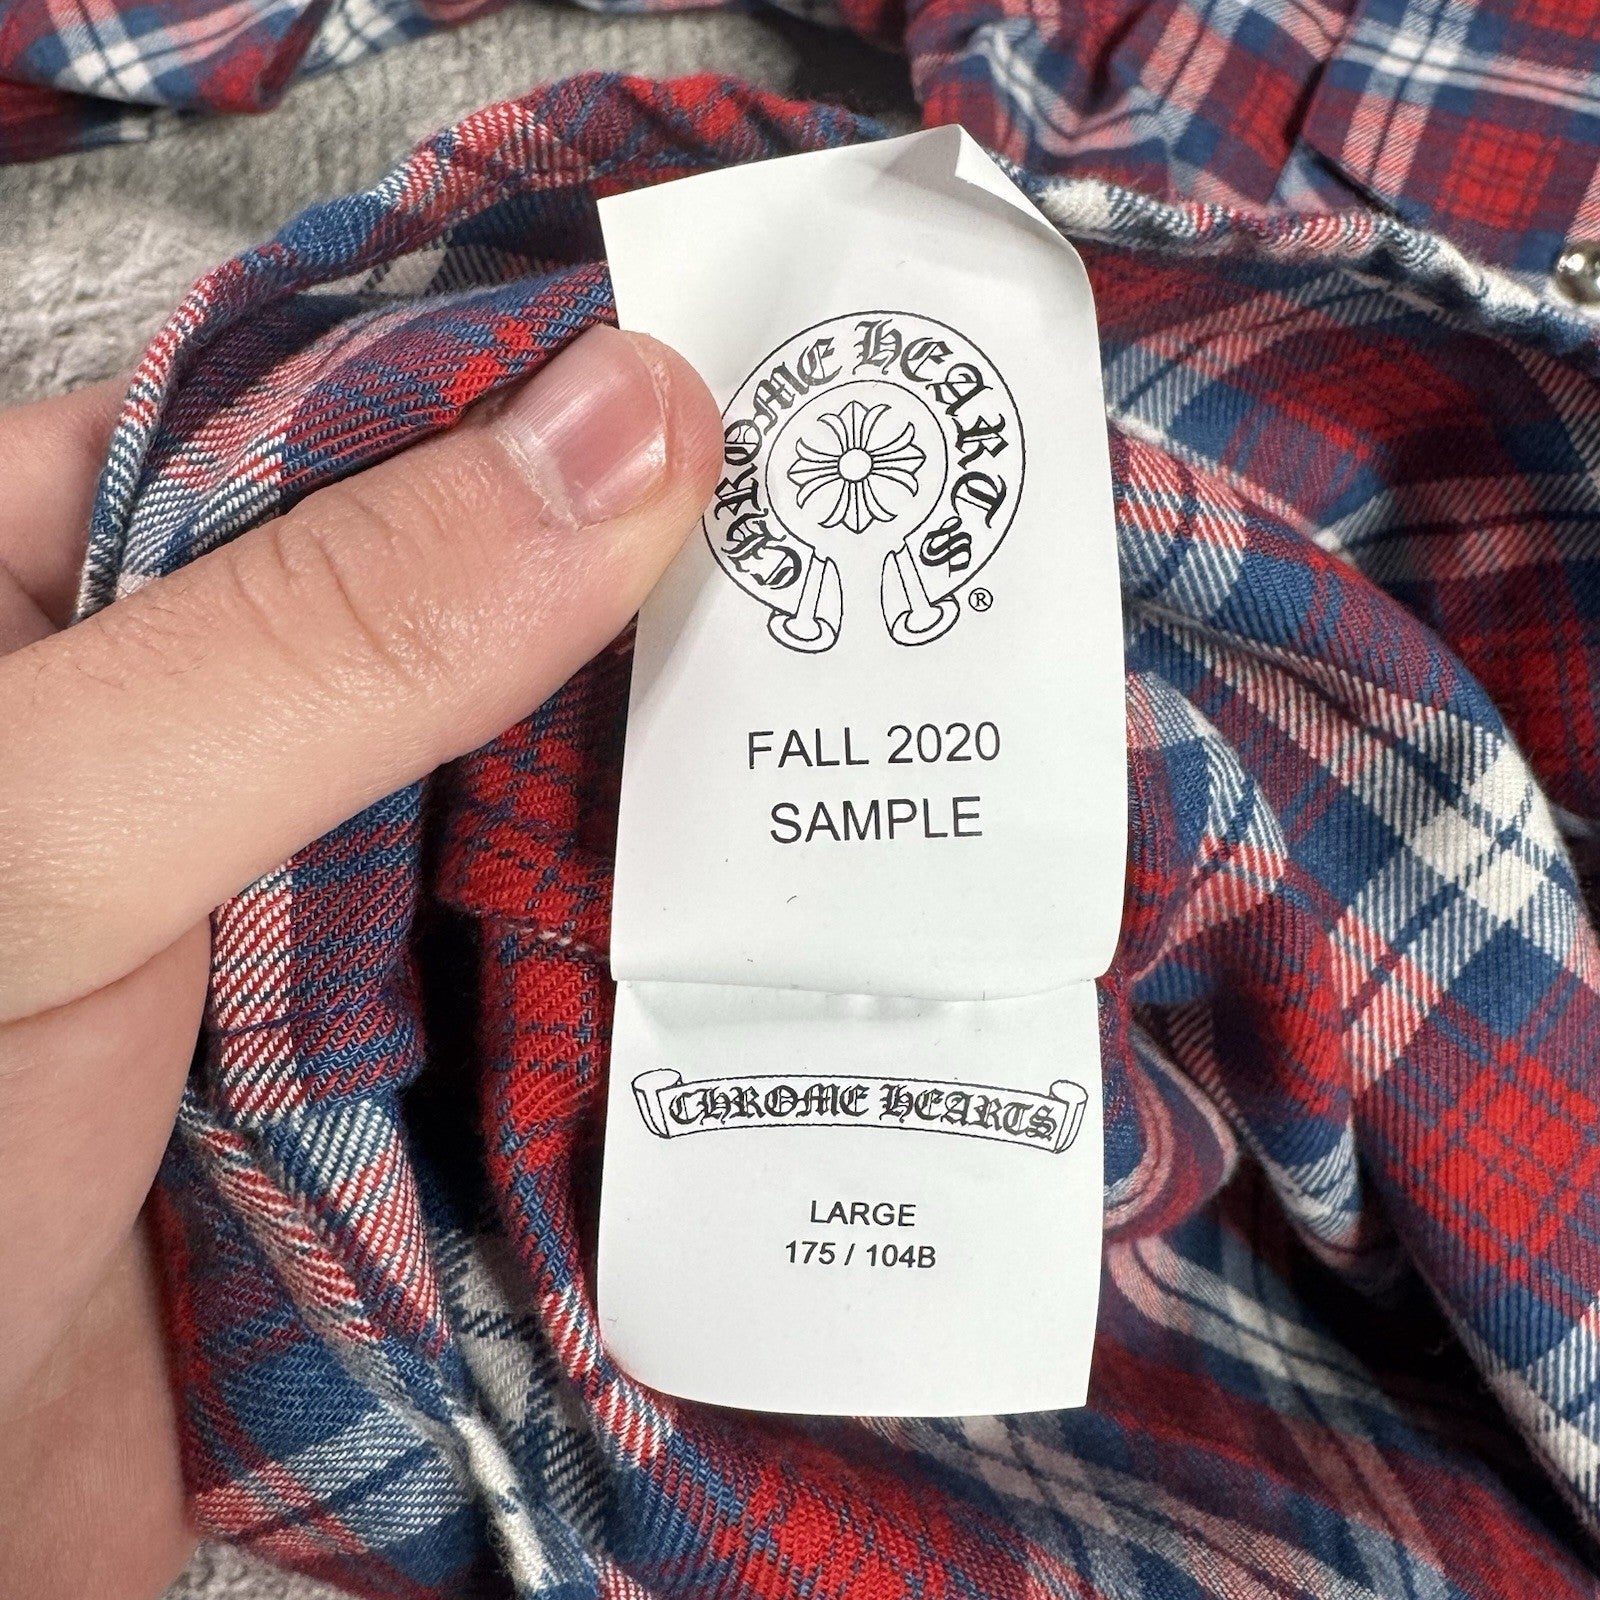 CHROME HEARTS
®
FALL 2020
SAMPLE
CHROME HEARTS
LARGE
175 / 104B